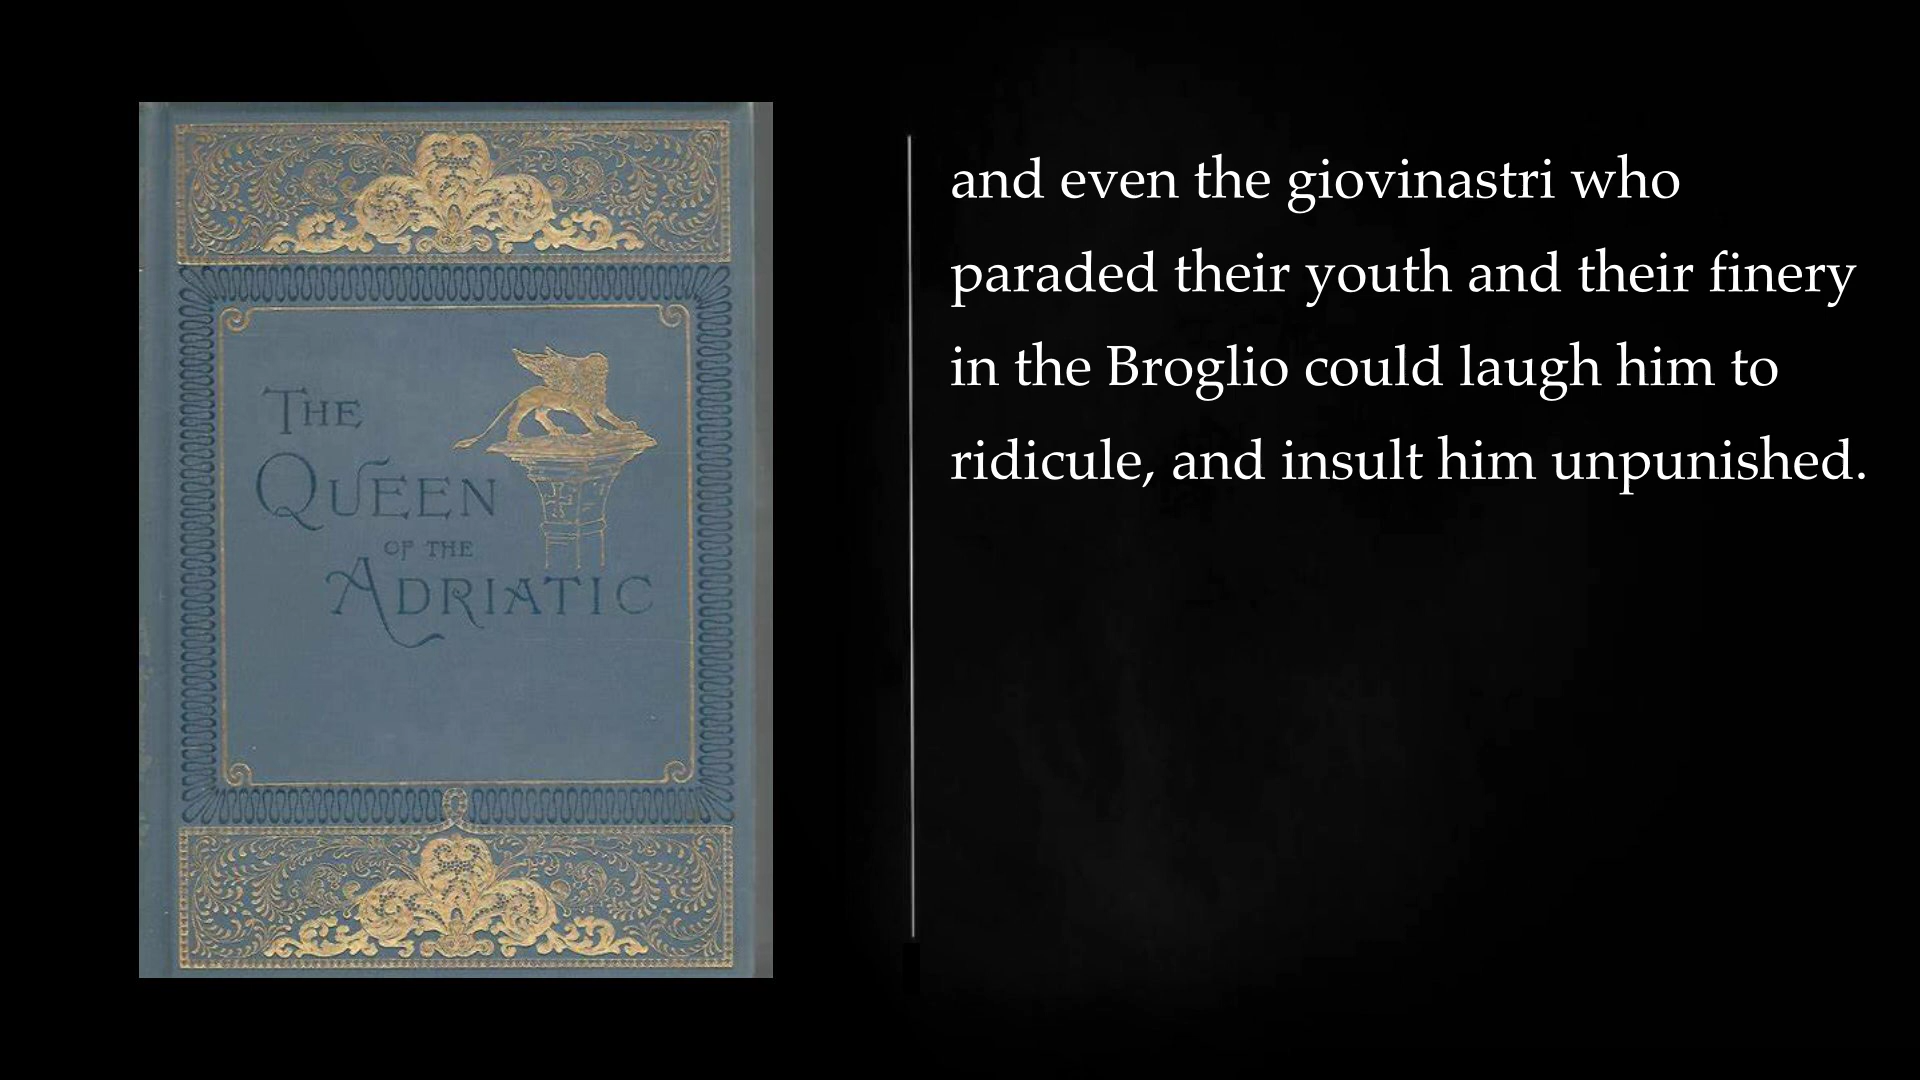 THE
QUEEN
OF THE
ADRIATIC
and even the giovinastri who
paraded their youth and their finery
in the Broglio could laugh him to
ridicule, and insult him unpunished.